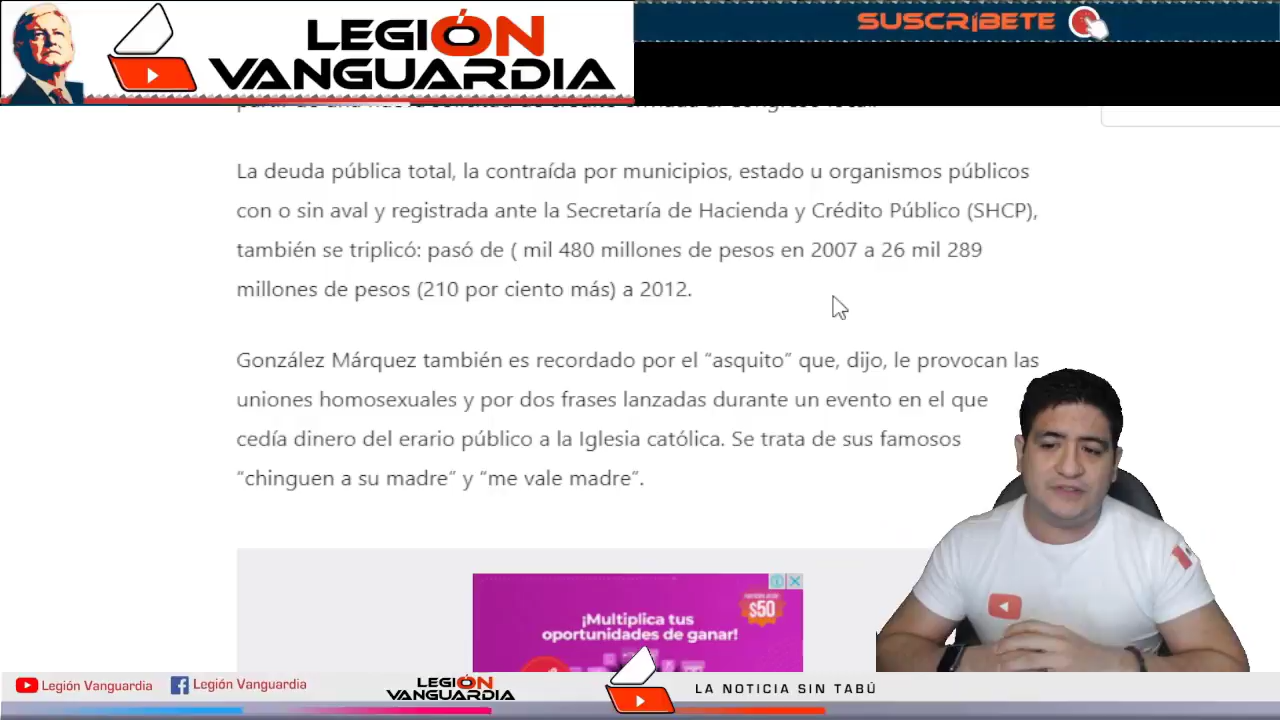 LEGIÓN
VANGUARDIA
SUSCRÍBETE
La deuda pública total, la contraída por municipios, estado u organismos públicos
con o sin aval y registrada ante la Secretaría de Hacienda y Crédito Público (SHCP),
también se triplicó: pasó de ( mil 480 millones de pesos en 2007 a 26 mil 289
millones de pesos (210 por ciento más) a 2012.
González Márquez también es recordado por el “asquito” que, dijo, le provocan las
uniones homosexuales y por dos frases lanzadas durante un evento en el que
cedía dinero del erario público a la Iglesia católica. Se trata de sus famosos
“chinguen a su madre” y “me vale madre”.
$50
¡Multiplica tus
oportunidades de ganar!
Legión Vanguardia
Legión Vanguardia
LEGIÓN
VANGUARDIA
LA NOTICIA SIN TABÚ